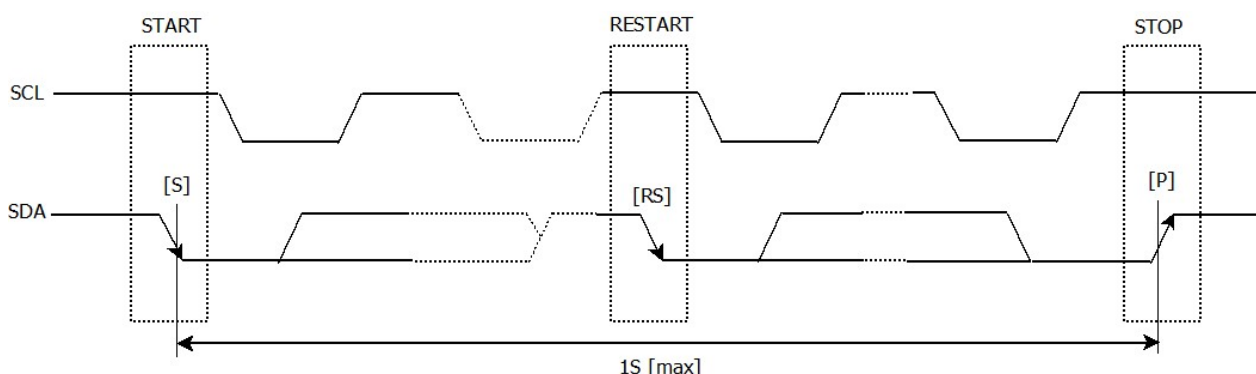 START RESTART STOP
SCL
[S] [RS] [P]
SDA
1S [max]